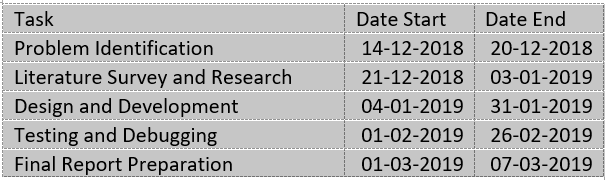 Task Date Start Date End
Problem Identification 14-12-2018 20-12-2018
Literature Survey and Research 21-12-2018 03-01-2019
Design and Development 04-01-2019 31-01-2019
Testing and Debugging 01-02-2019 26-02-2019
Final Report Preparation 01-03-2019 07-03-2019